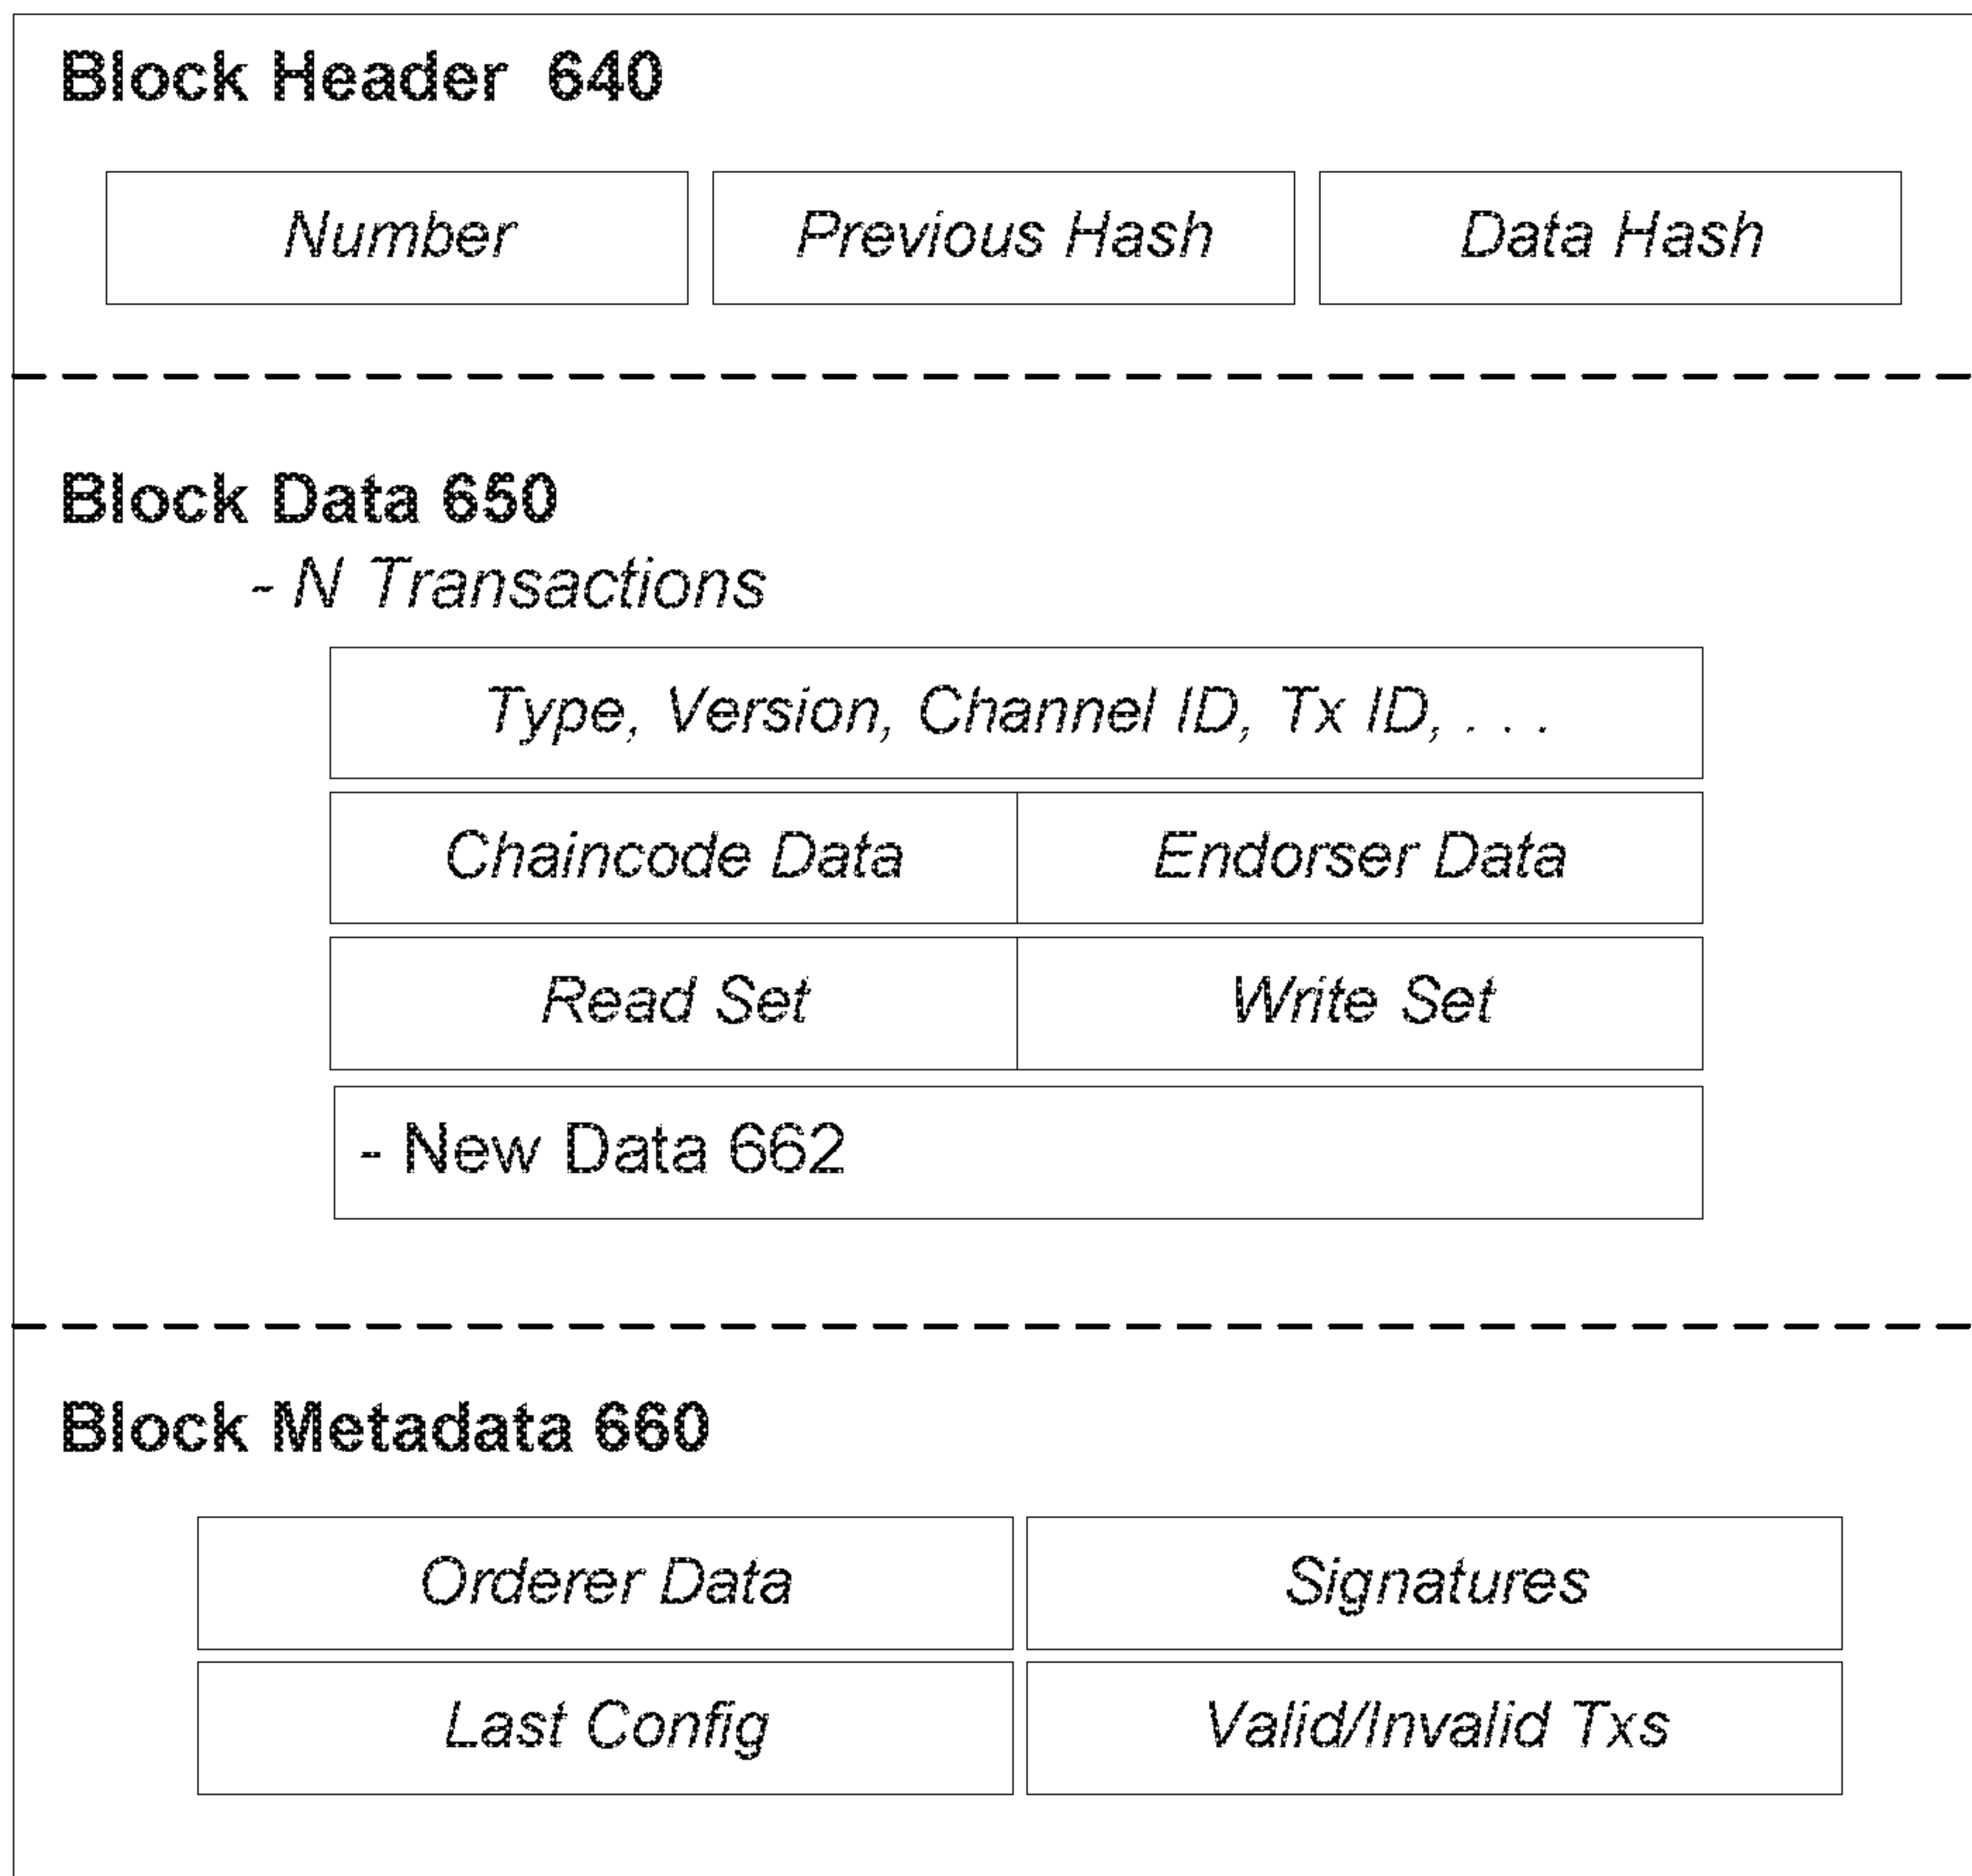 Block Header 640
Number Previous Hash Data Hash
Block Data 650
- N Transactions
Type, Version, Channel ID, Tx ID, . . .
Chaincode Data Endorser Data
Read Set Write Set
- New Data 662
Block Metadata 660
Orderer Data Signatures
Last Config Valid/Invalid Txs